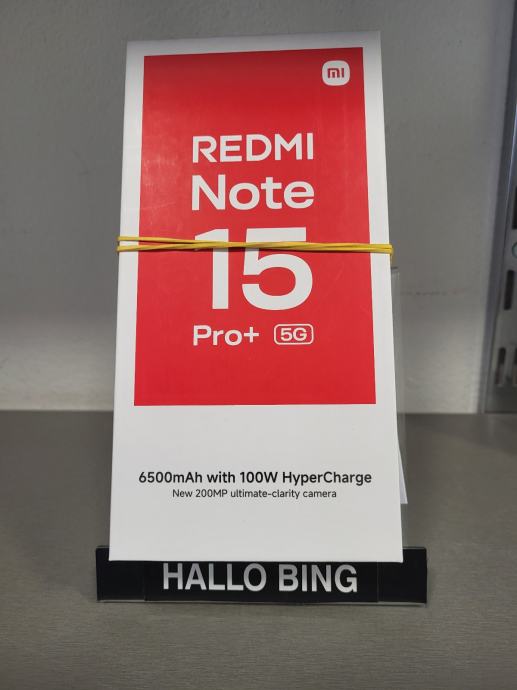 mi
REDMI
Note
15
Pro+ 5G
6500mAh with 100W HyperCharge
New 200MP ultimate-clarity camera
HALLO BING